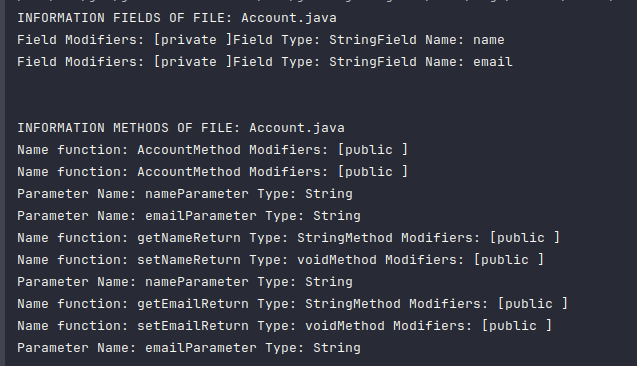 INFORMATION FIELDS OF FILE: Account.java
Field Modifiers: [private ]Field Type: StringField Name: name
Field Modifiers: [private ]Field Type: StringField Name: email
INFORMATION METHODS OF FILE: Account.java
Name function: AccountMethod Modifiers: [public ]
Name function: AccountMethod Modifiers: [public ]
Parameter Name: nameParameter Type: String
Parameter Name: emailParameter Type: String
Name function: getNameReturn Type: StringMethod Modifiers: [public ]
Name function: setNameReturn Type: voidMethod Modifiers: [public ]
Parameter Name: nameParameter Type: String
Name function: getEmailReturn Type: StringMethod Modifiers: [public ]
Name function: setEmailReturn Type: voidMethod Modifiers: [public ]
Parameter Name: emailParameter Type: String